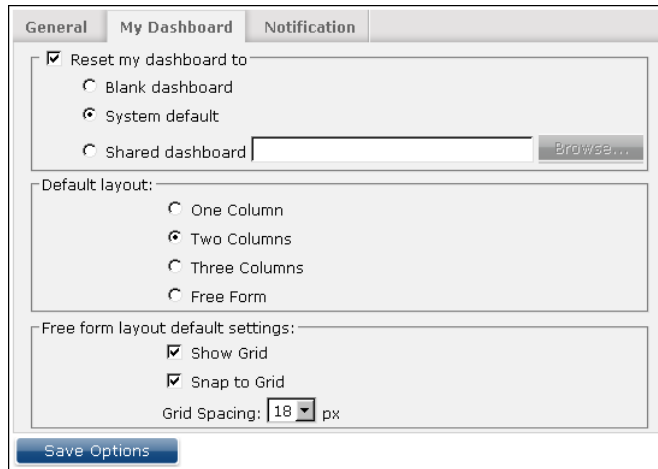 General My Dashboard Notification
Reset my dashboard to
Blank dashboard
System default
Shared dashboard Browse...
Default layout:
One Column
Two Columns
Three Columns
Free Form
Free form layout default settings:
Show Grid
Snap to Grid
Grid Spacing: 18 px
Save Options